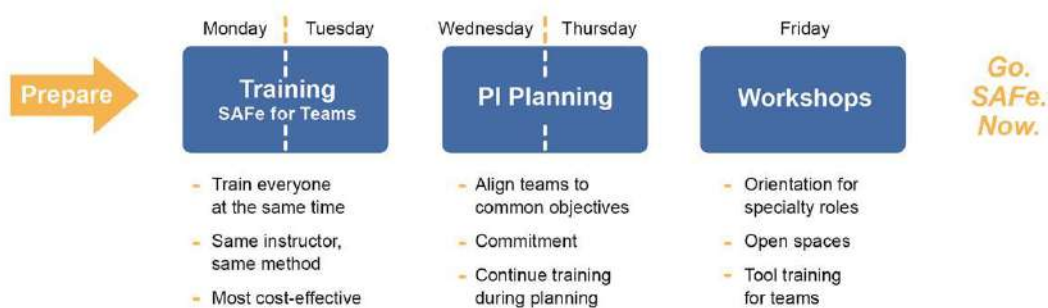 Monday
Tuesday
Wednesday
Thursday
Friday
Prepare
Training
SAFe for Teams
PI Planning
Workshops
Go.
SAFe.
Now.
- Train everyone
at the same time
- Same instructor,
same method
- Most cost-effective
- Align teams to
common objectives
- Commitment
- Continue training
during planning
- Orientation for
specialty roles
- Open spaces
- Tool training
for teams